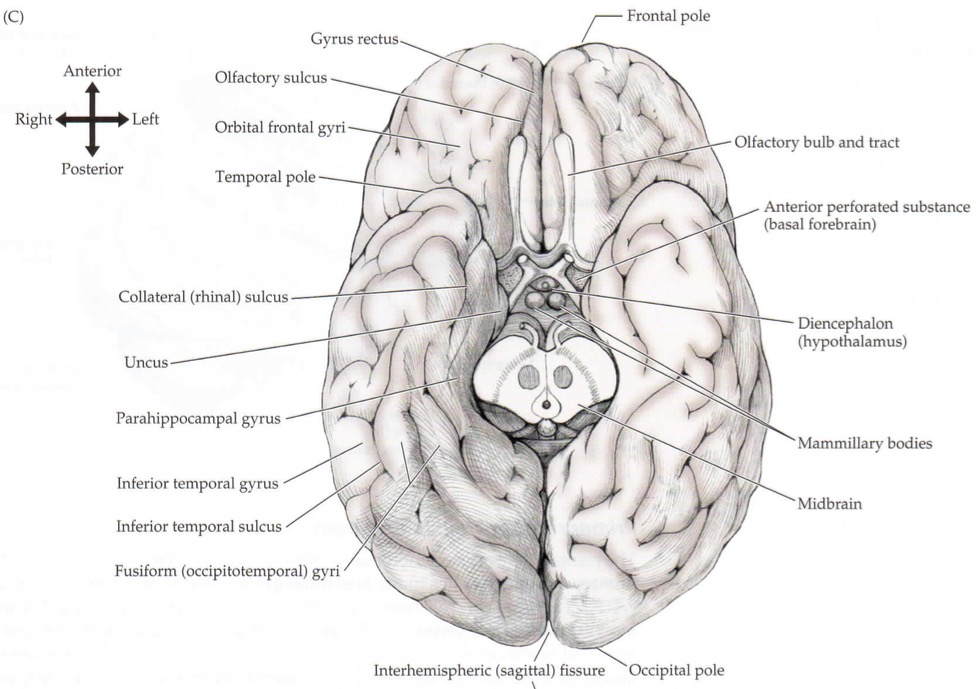 (C)
Frontal pole
Gyrus rectus
Anterior
Olfactory sulcus
Right
Left
Orbital frontal gyri
Olfactory bulb and tract
Posterior
Temporal pole
Anterior perforated substance
(basal forebrain)
Collateral (rhinal) sulcus
Diencephalon
(hypothalamus)
Uncus
Parahippocampal gyrus
Mammillary bodies
Inferior temporal gyrus
Midbrain
Inferior temporal sulcus
Fusiform (occipitotemporal) gyri
Interhemispheric (sagittal) fissure
Occipital pole